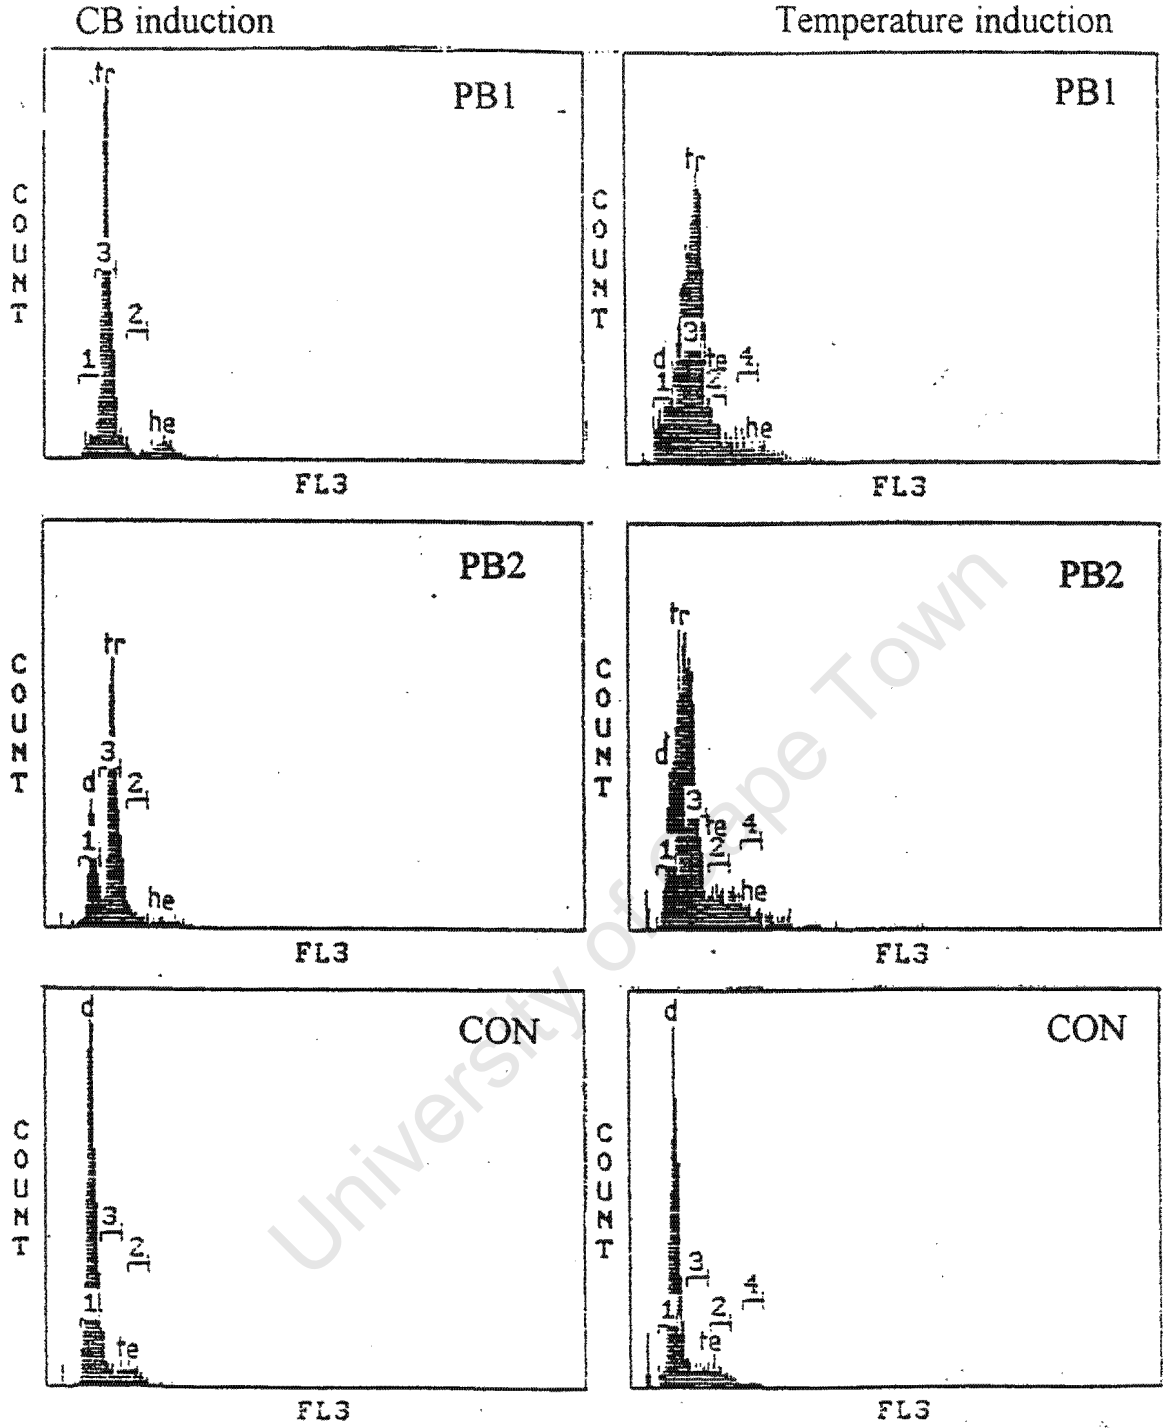 CB induction
Temperature induction
PB1
tr
3
2
1
he
COUNT
FL3
PB1
tr
3
d
te
4
1
2
he
COUNT
FL3
PB2
tr
3
d
2
1
he
COUNT
FL3
PB2
tr
d
3
te
4
1
2
he
COUNT
FL3
CON
d
3
2
1
te
COUNT
FL3
CON
d
3
4
1
2
te
COUNT
FL3
University of Cape Town